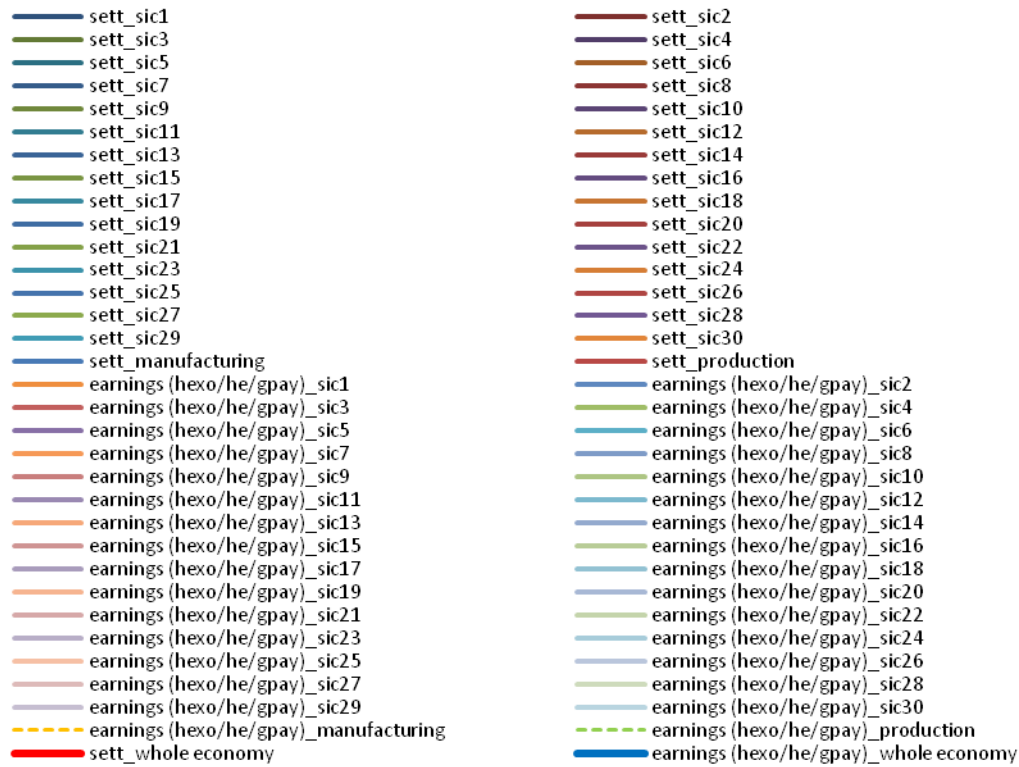 sett_sic1 sett_sic2
sett_sic3 sett_sic4
sett_sic5 sett_sic6
sett_sic7 sett_sic8
sett_sic9 sett_sic10
sett_sic11 sett_sic12
sett_sic13 sett_sic14
sett_sic15 sett_sic16
sett_sic17 sett_sic18
sett_sic19 sett_sic20
sett_sic21 sett_sic22
sett_sic23 sett_sic24
sett_sic25 sett_sic26
sett_sic27 sett_sic28
sett_sic29 sett_sic30
sett_manufacturing sett_production
earnings (hexo/he/gpay)_sic1 earnings (hexo/he/gpay)_sic2
earnings (hexo/he/gpay)_sic3 earnings (hexo/he/gpay)_sic4
earnings (hexo/he/gpay)_sic5 earnings (hexo/he/gpay)_sic6
earnings (hexo/he/gpay)_sic7 earnings (hexo/he/gpay)_sic8
earnings (hexo/he/gpay)_sic9 earnings (hexo/he/gpay)_sic10
earnings (hexo/he/gpay)_sic11 earnings (hexo/he/gpay)_sic12
earnings (hexo/he/gpay)_sic13 earnings (hexo/he/gpay)_sic14
earnings (hexo/he/gpay)_sic15 earnings (hexo/he/gpay)_sic16
earnings (hexo/he/gpay)_sic17 earnings (hexo/he/gpay)_sic18
earnings (hexo/he/gpay)_sic19 earnings (hexo/he/gpay)_sic20
earnings (hexo/he/gpay)_sic21 earnings (hexo/he/gpay)_sic22
earnings (hexo/he/gpay)_sic23 earnings (hexo/he/gpay)_sic24
earnings (hexo/he/gpay)_sic25 earnings (hexo/he/gpay)_sic26
earnings (hexo/he/gpay)_sic27 earnings (hexo/he/gpay)_sic28
earnings (hexo/he/gpay)_sic29 earnings (hexo/he/gpay)_sic30
earnings (hexo/he/gpay)_manufacturing earnings (hexo/he/gpay)_production
sett_whole economy earnings (hexo/he/gpay)_whole economy